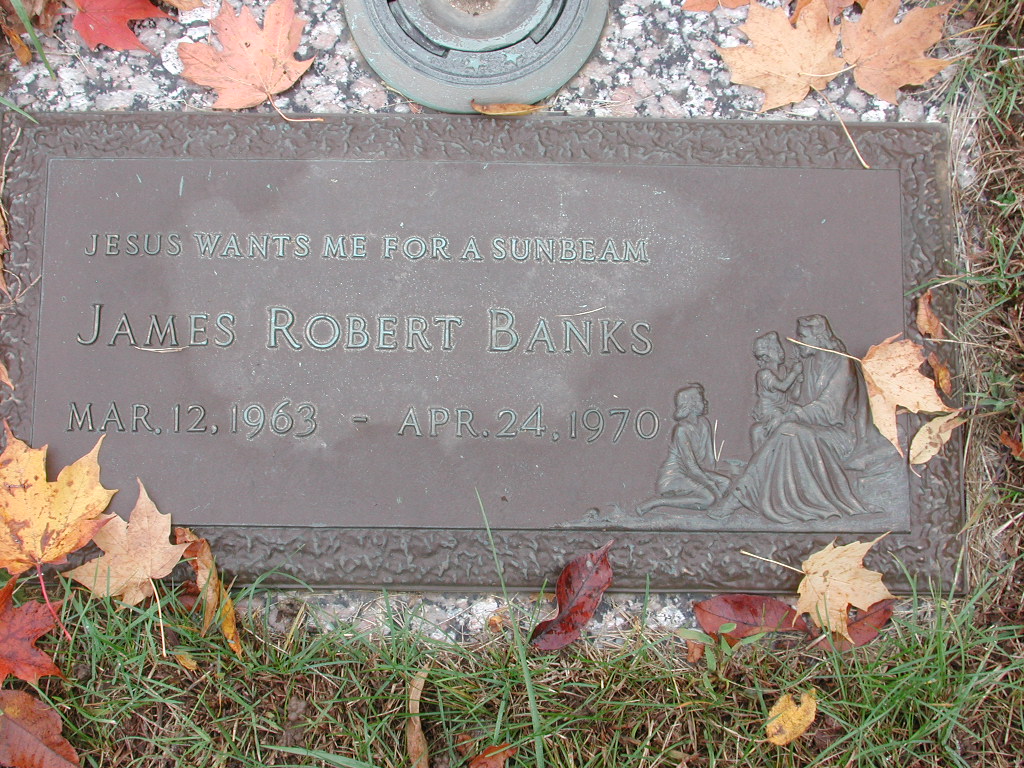 JESUS WANTS ME FOR A SUNBEAM
JAMES ROBERT BANKS
MAR. 12, 1963 - APR. 24, 1970